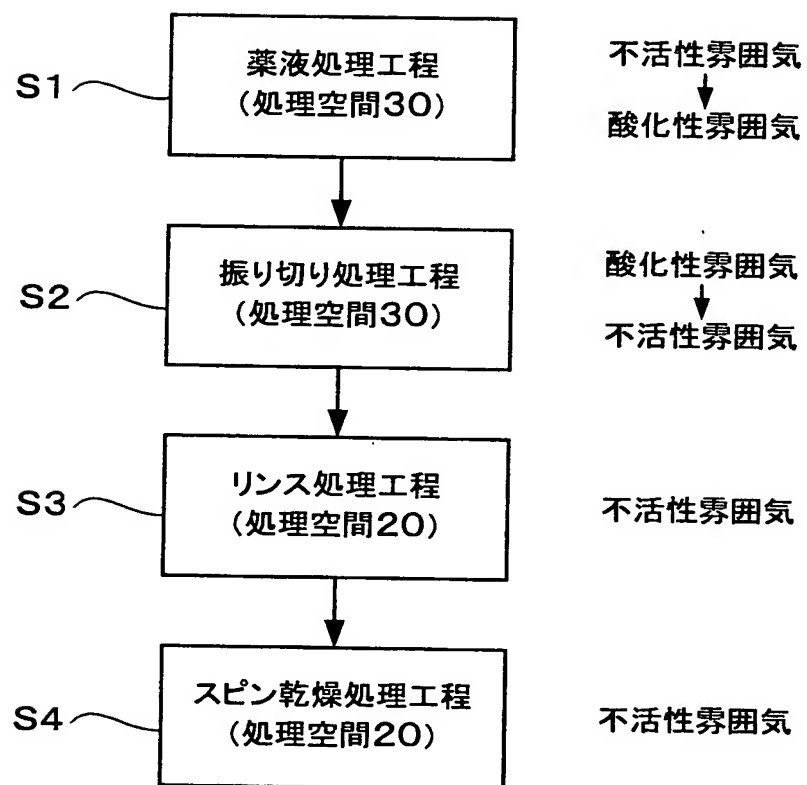 S1
薬液処理工程
(処理空間30)
不活性雰囲気
酸化性雰囲気
S2
振り切り処理工程
(処理空間30)
酸化性雰囲気
不活性雰囲気
S3
リンス処理工程
(処理空間20)
不活性雰囲気
S4
スピン乾燥処理工程
(処理空間20)
不活性雰囲気